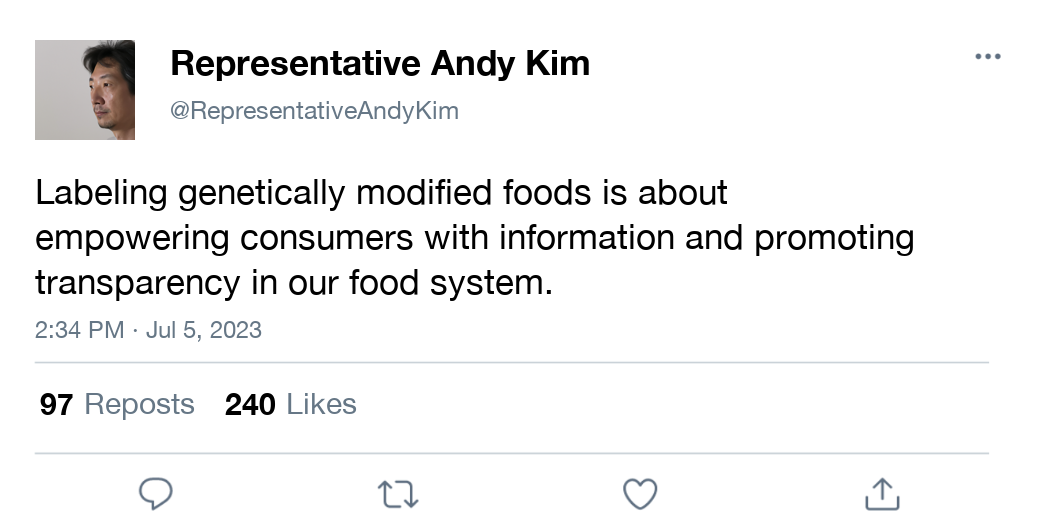 Representative Andy Kim
@RepresentativeAndyKim
Labeling genetically modified foods is about
empowering consumers with information and promoting
transparency in our food system.
2:34 PM · Jul 5, 2023
97 Reposts 240 Likes